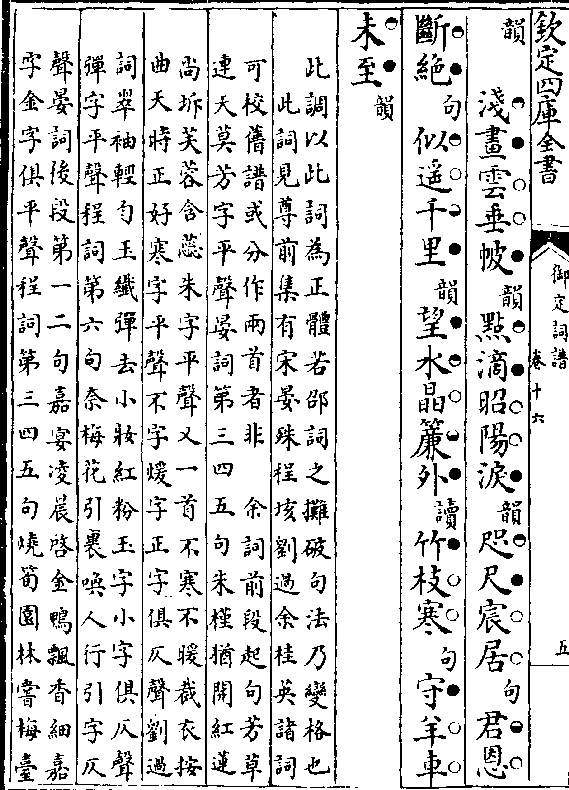 欽定四庫全書
御定詞譜
卷十六
五
韻 淺畫雲垂帔韻點滴昭陽淚韻咫尺宸居句君恩
斷絕句似遥千里韻望水晶簾外讀竹枝寒句守羊車
未至韻
此調以此詞為正體若邵詞之攤破句法乃變格也
此詞見尊前集有宋晏殊程垓劉過余桂英諸詞
可校舊譜或分作兩首者非 余詞前段起句芳草
連天莫芳字平聲晏詞第三四五句朱槿猶開紅蓮
尚坼芙蓉含蕊朱字平聲又一首不寒不暖裁衣按
曲天時正好寒字平聲不字煖字正字俱仄聲劉過
詞翠袖輕勻玉纖彈去小妝紅粉玉字小字俱仄聲
彈字平聲程詞第六句奈梅花引裏喚人行引字仄
聲晏詞後段第一二句嘉宴凌晨啓金鴨飄香細嘉
字金字俱平聲程詞第三四五句燒筍園林嘗梅臺